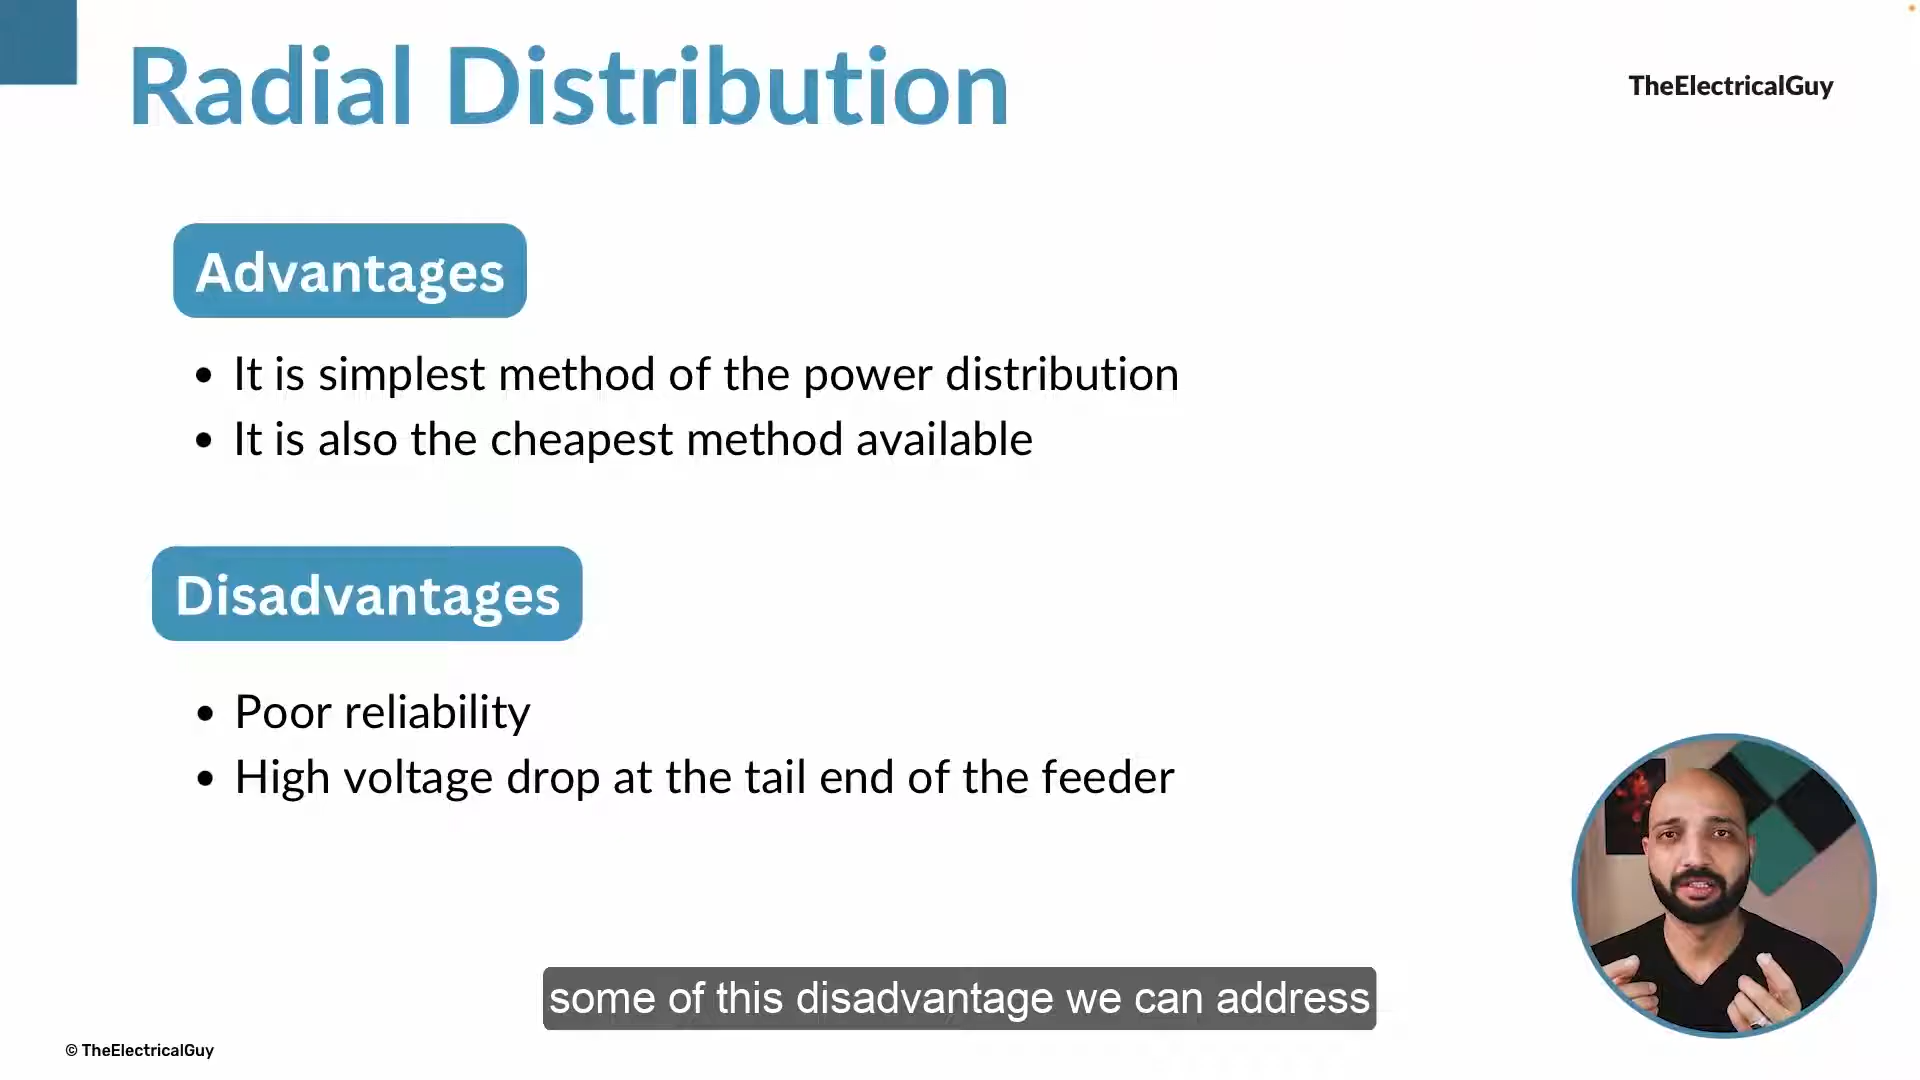 Radial Distribution
TheElectricalGuy
Advantages
• It is simplest method of the power distribution
• It is also the cheapest method available
Disadvantages
• Poor reliability
• High voltage drop at the tail end of the feeder
some of this disadvantage we can address
© TheElectricalGuy